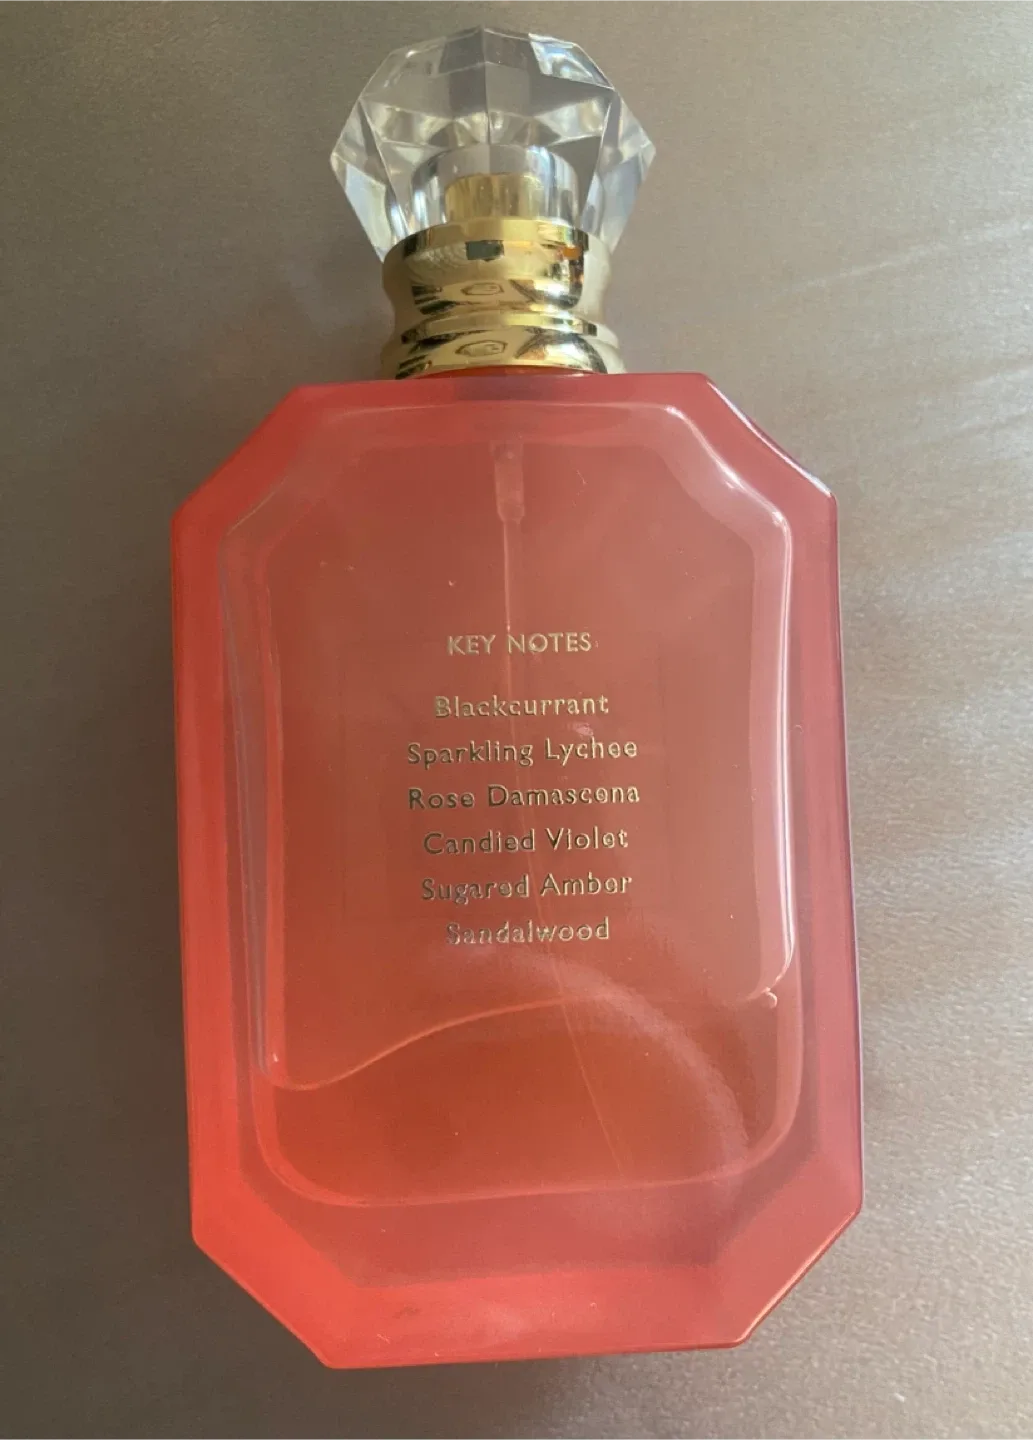 KEY NOTES
Blackcurrant
Sparkling Lychee
Rose Damascena
Candied Violet
Sugared Amber
Sandalwood